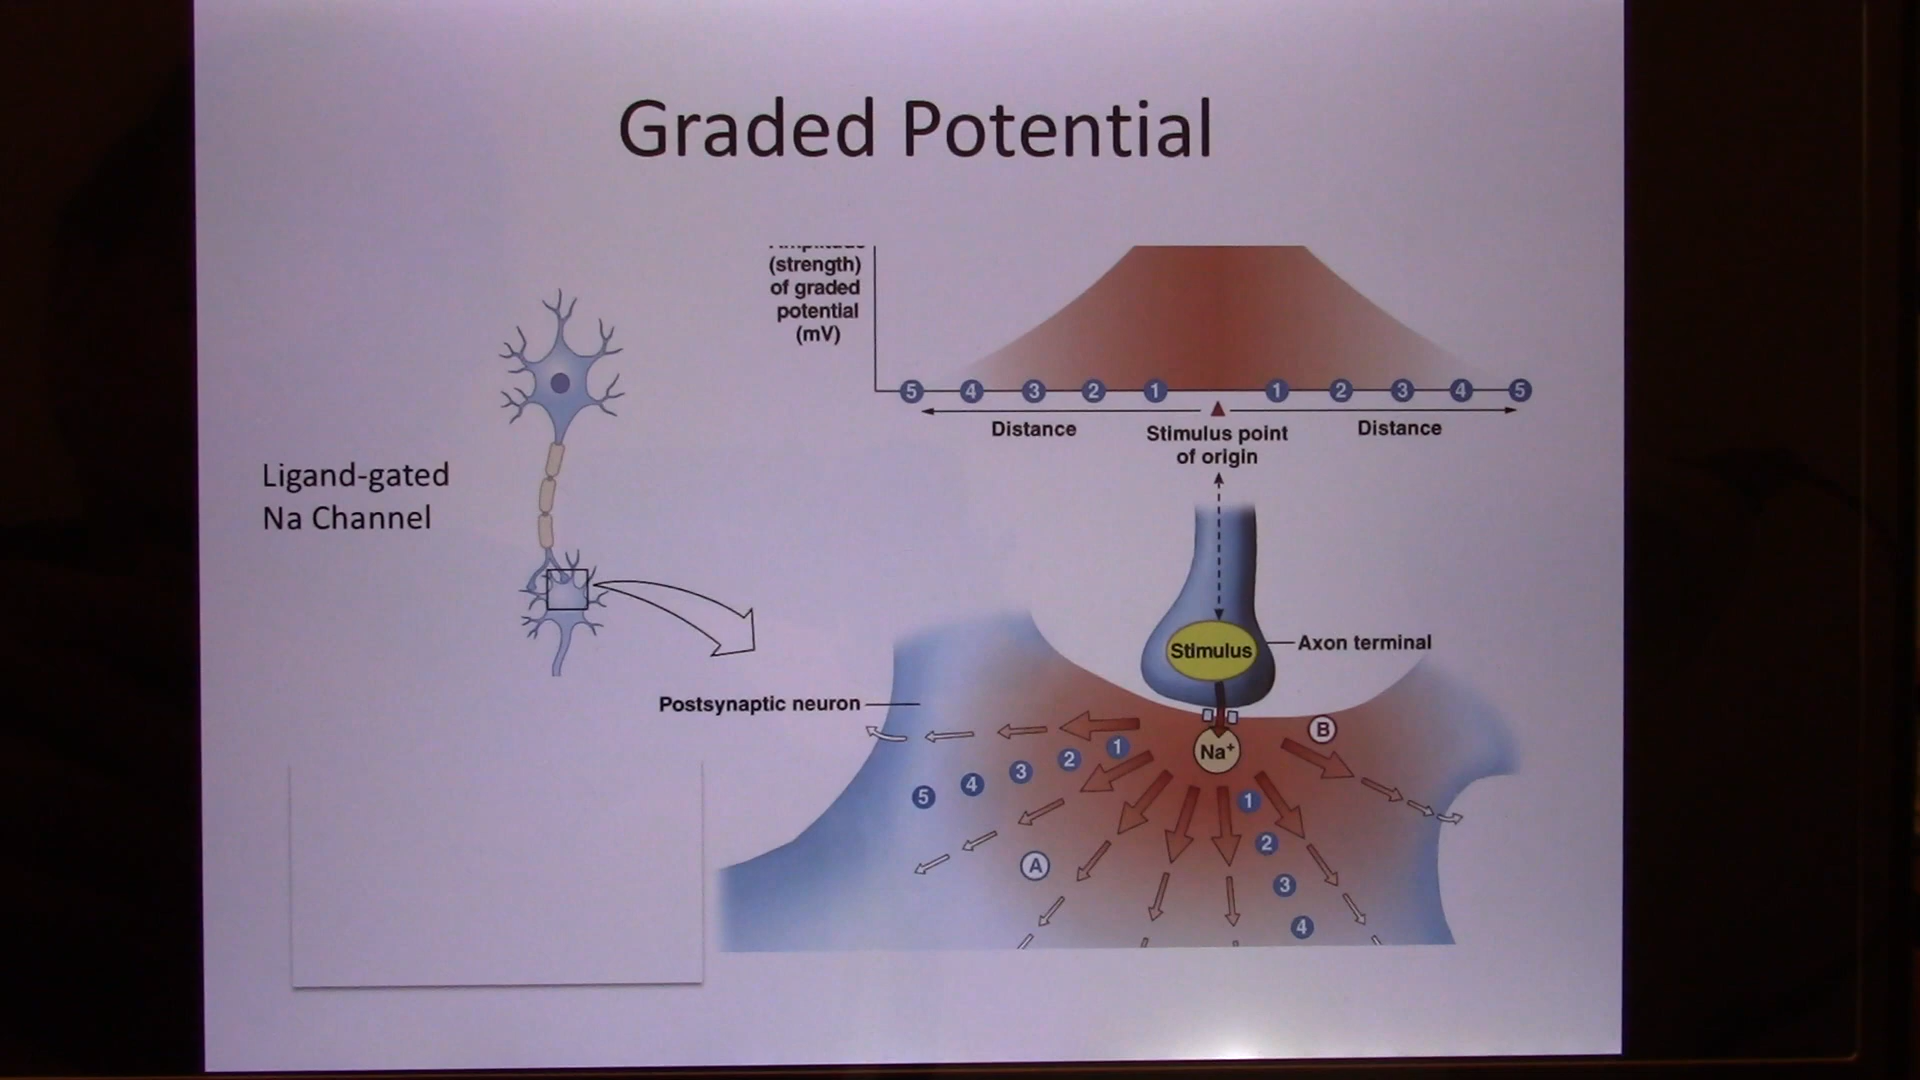 Graded Potential
(strength)
of graded
potential
(mV)
5 4 3 2 1 1 2 3 4 5
Distance
Stimulus point
of origin
Distance
Ligand-gated
Na Channel
Stimulus
Axon terminal
Postsynaptic neuron
Na⁺
B
1
2
3
4
5
A
1
2
3
4